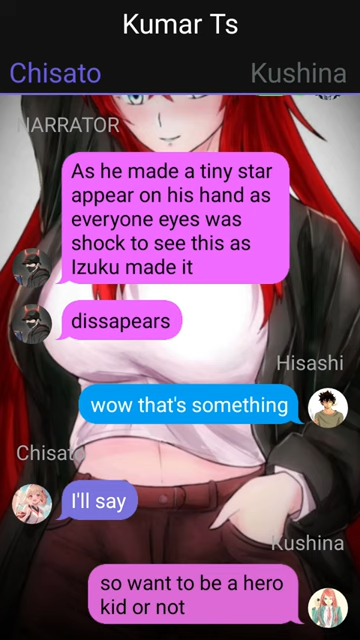 Kumar Ts
Chisato
Kushina
NARRATOR
As he made a tiny star
appear on his hand as
everyone eyes was
shock to see this as
Izuku made it
dissapears
Hisashi
wow that's something
Chisato
I'll say
Kushina
so want to be a hero
kid or not